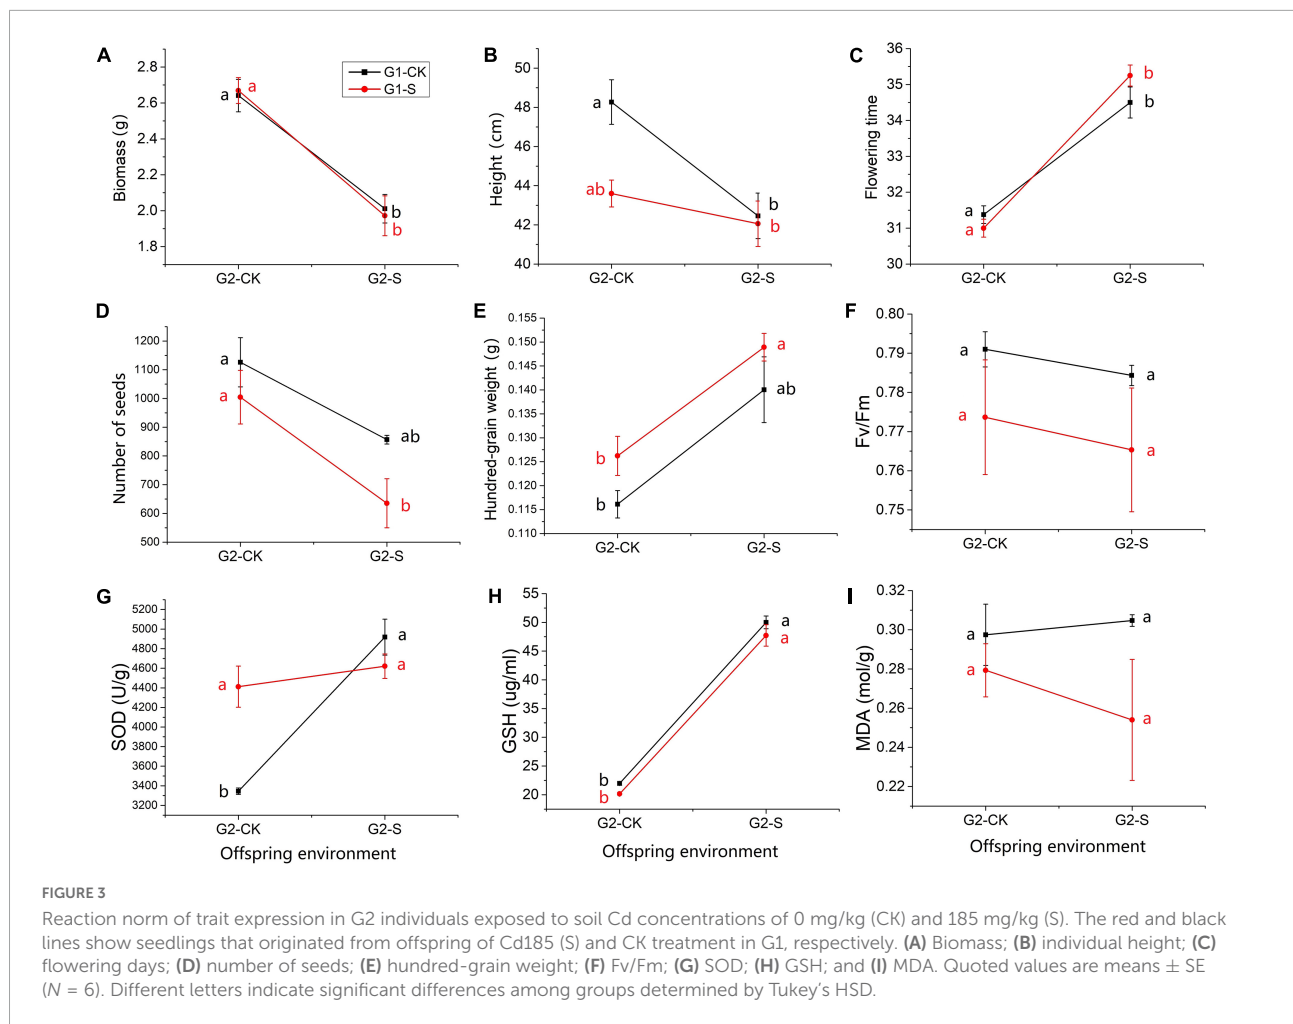 A
Biomass (g)
2.8
2.6
2.4
2.2
2.0
1.8
a
a
b
b
G1-CK
G1-S
G2-CK
G2-S
B
Height (cm)
50
48
46
44
42
40
a
ab
b
b
G2-CK
G2-S
C
Flowering time
36
35
34
33
32
31
30
a
a
b
b
G2-CK
G2-S
D
Number of seeds
1200
1100
1000
900
800
700
600
500
a
a
ab
b
G2-CK
G2-S
E
Hundred-grain weight (g)
0.155
0.150
0.145
0.140
0.135
0.130
0.125
0.120
0.115
0.110
b
b
a
ab
G2-CK
G2-S
F
Fv/Fm
0.80
0.79
0.78
0.77
0.76
0.75
a
a
a
a
G2-CK
G2-S
G
SOD (U/g)
5200
5000
4800
4600
4400
4200
4000
3800
3600
3400
3200
a
b
a
a
G2-CK
G2-S
Offspring environment
H
GSH (ug/ml)
55
50
45
40
35
30
25
20
b
b
a
a
G2-CK
G2-S
Offspring environment
I
MDA (mol/g)
0.32
0.30
0.28
0.26
0.24
0.22
a
a
a
a
G2-CK
G2-S
Offspring environment
FIGURE 3
Reaction norm of trait expression in G2 individuals exposed to soil Cd concentrations of 0 mg/kg (CK) and 185 mg/kg (S). The red and black
lines show seedlings that originated from offspring of Cd185 (S) and CK treatment in G1, respectively. (A) Biomass; (B) individual height; (C)
flowering days; (D) number of seeds; (E) hundred-grain weight; (F) Fv/Fm; (G) SOD; (H) GSH; and (I) MDA. Quoted values are means ± SE
(N = 6). Different letters indicate significant differences among groups determined by Tukey's HSD.